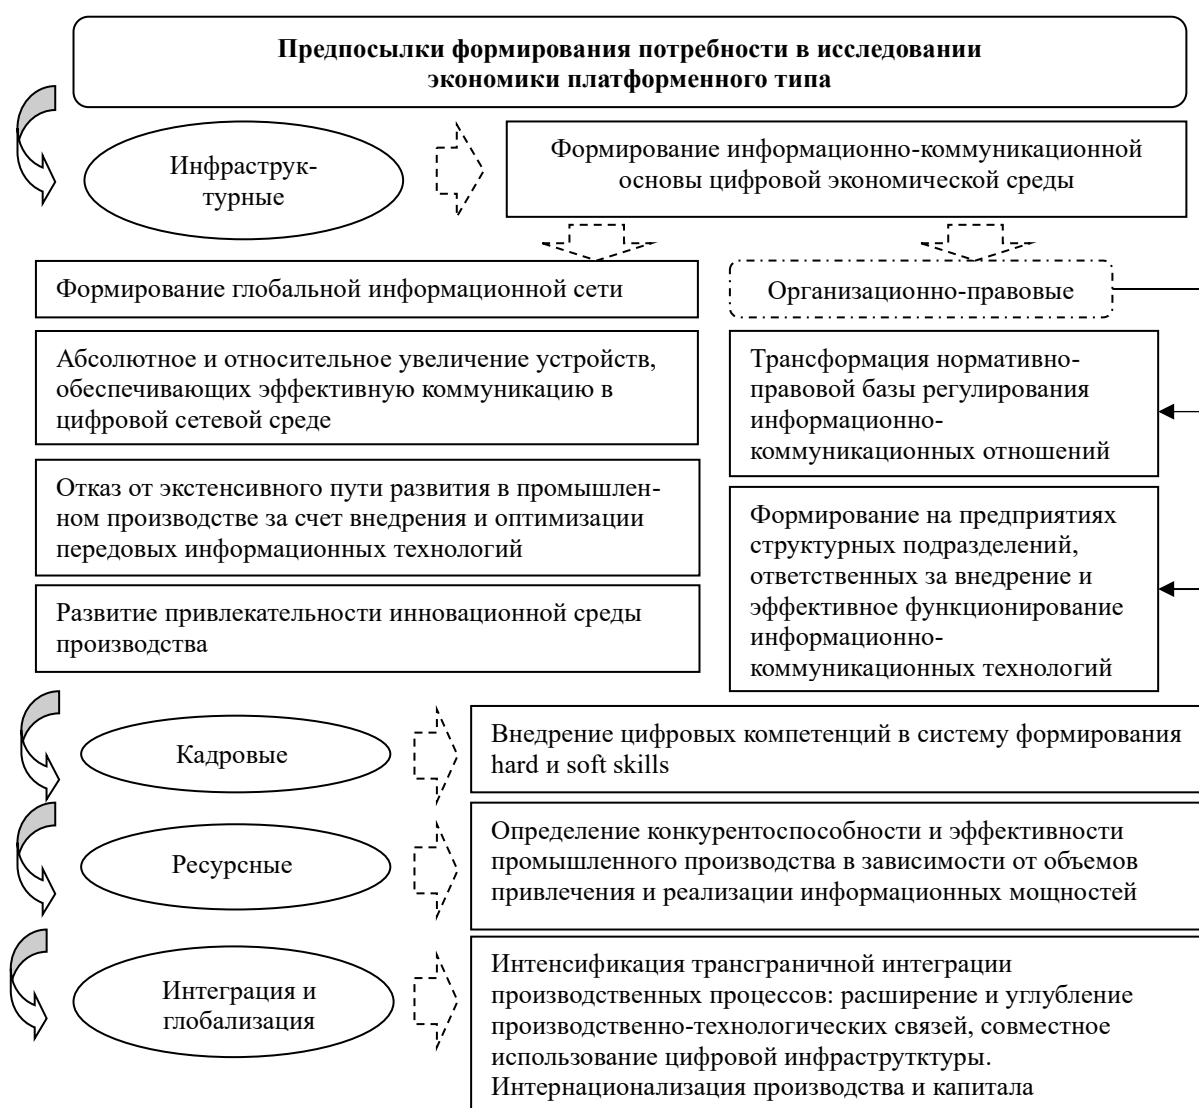 Предпосылки формирования потребности в исследовании
экономики платформенного типа
Инфраструк-
турные
Формирование информационно-коммуникационной
основы цифровой экономической среды
Формирование глобальной информационной сети
Абсолютное и относительное увеличение устройств,
обеспечивающих эффективную коммуникацию в
цифровой сетевой среде
Отказ от экстенсивного пути развития в промышлен-
ном производстве за счет внедрения и оптимизации
передовых информационных технологий
Развитие привлекательности инновационной среды
производства
Организационно-правовые
Трансформация нормативно-
правовой базы регулирования
информационно-
коммуникационных отношений
Формирование на предприятиях
структурных подразделений,
ответственных за внедрение и
эффективное функционирование
информационно-
коммуникационных технологий
Кадровые
Внедрение цифровых компетенций в систему формирования
hard и soft skills
Ресурсные
Определение конкурентоспособности и эффективности
промышленного производства в зависимости от объемов
привлечения и реализации информационных мощностей
Интеграция и
глобализация
Интенсификация трансграничной интеграции
производственных процессов: расширение и углубление
производственно-технологических связей, совместное
использование цифровой инфраструтктуры.
Интернационализация производства и капитала